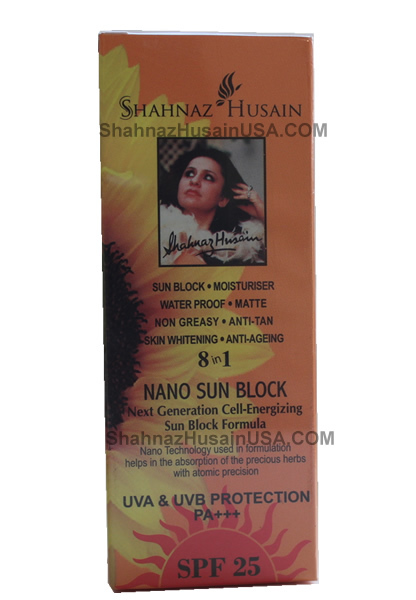 SHAHNAZ HUSAIN
ShahnazHusainUSA.COM
Shahnaz Husain
SUN BLOCK • MOISTURISER
WATER PROOF • MATTE
NON GREASY • ANTI-TAN
SKIN WHITENING • ANTI-AGEING
8 in 1
NANO SUN BLOCK
Next Generation Cell-Energizing
Sun Block Formula
ShahnazHusainUSA.COM
Nano Technology used in formulation
helps in the absorption of the precious herbs
with atomic precision
UVA & UVB PROTECTION
PA+++
SPF 25